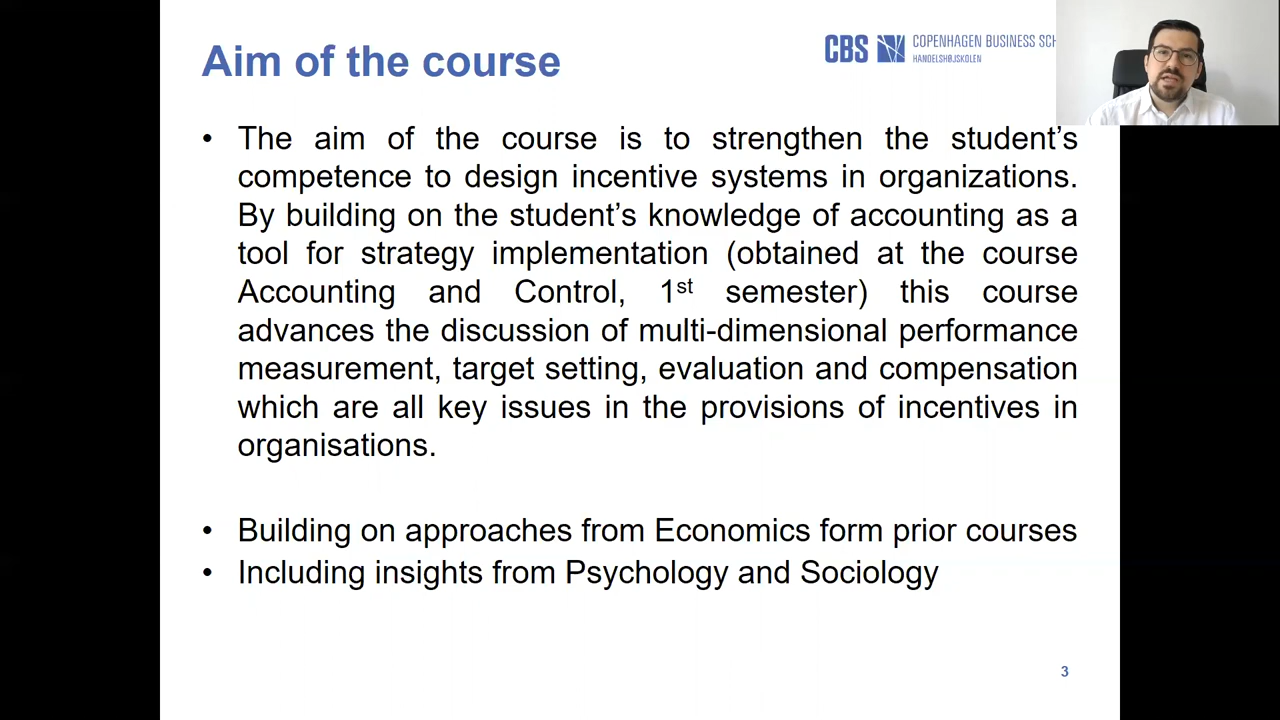 Aim of the course
CBS COPENHAGEN BUSINESS SCH
HANDELSHØJSKOLEN
• The aim of the course is to strengthen the student’s
competence to design incentive systems in organizations.
By building on the student’s knowledge of accounting as a
tool for strategy implementation (obtained at the course
Accounting and Control, 1st semester) this course
advances the discussion of multi-dimensional performance
measurement, target setting, evaluation and compensation
which are all key issues in the provisions of incentives in
organisations.
• Building on approaches from Economics form prior courses
• Including insights from Psychology and Sociology
3